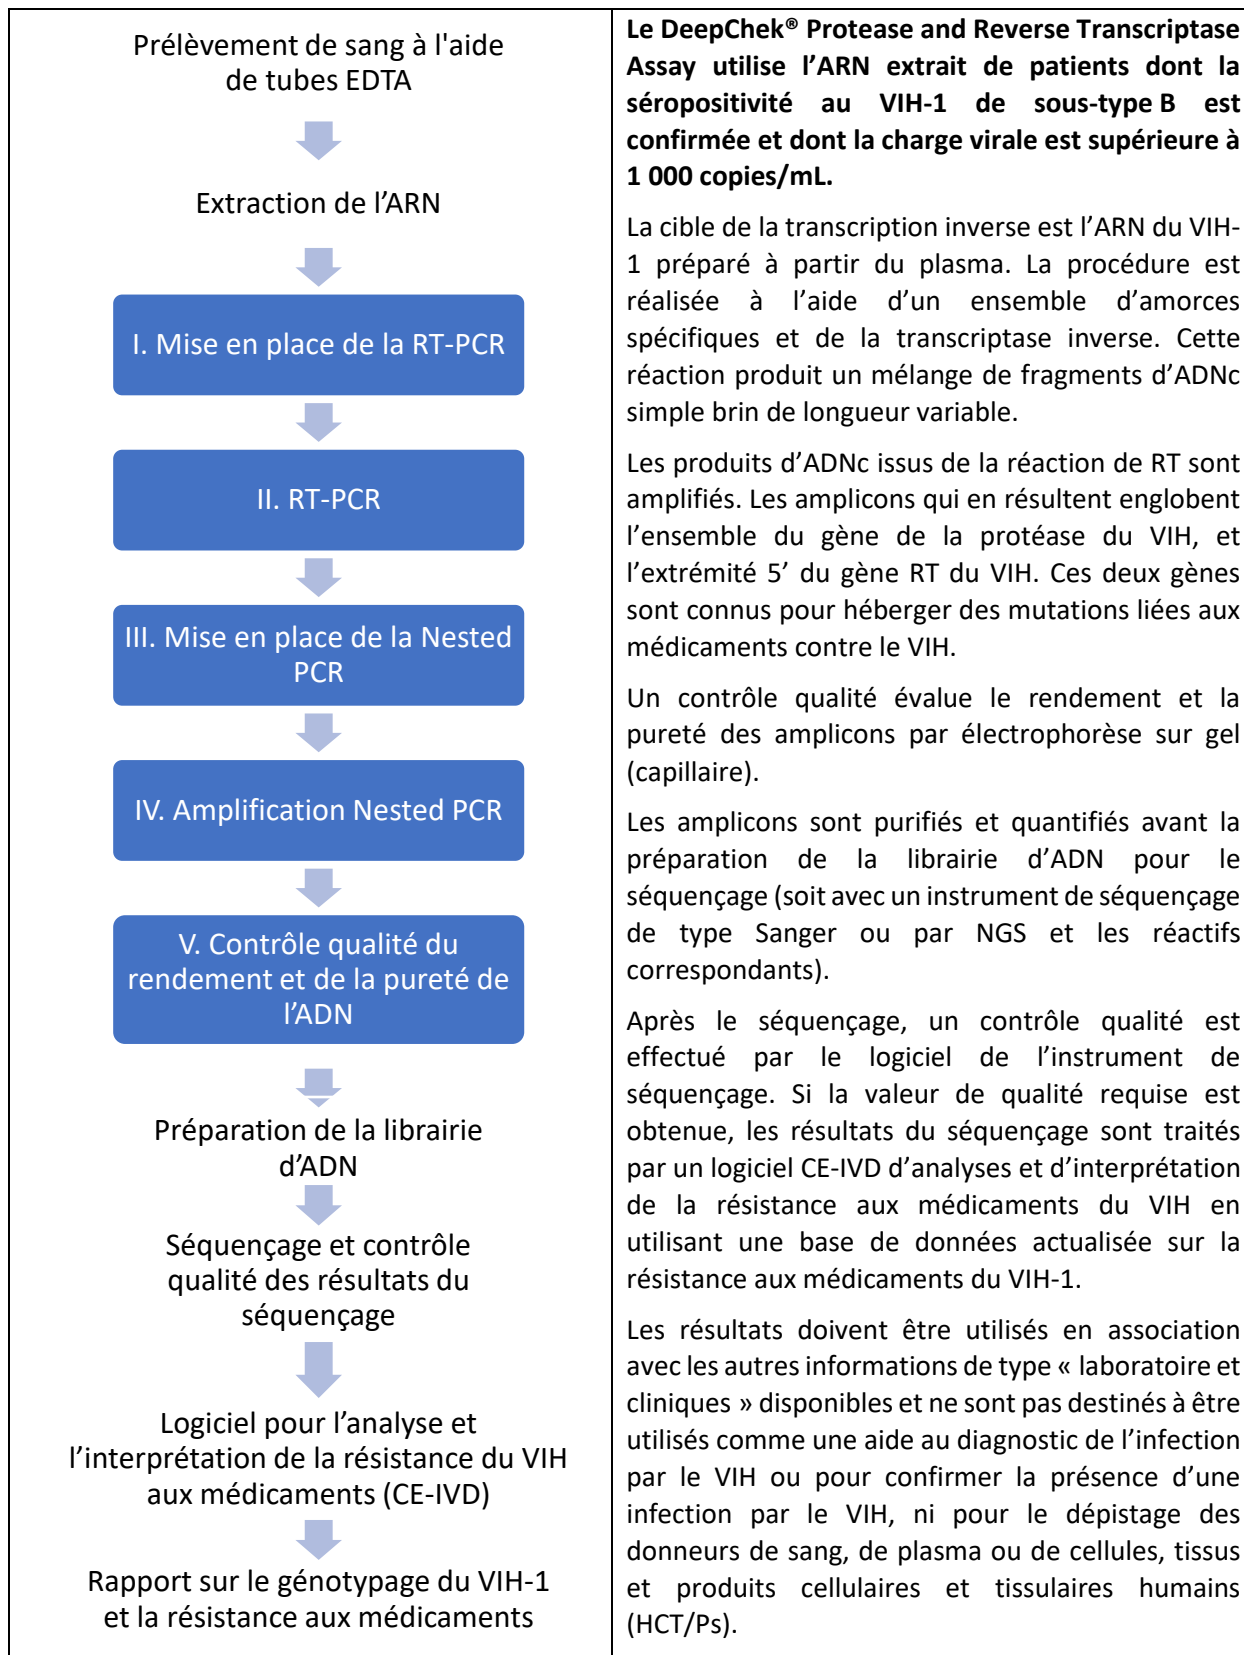 Prélèvement de sang à l'aide
de tubes EDTA
Extraction de l’ARN
I. Mise en place de la RT-PCR
II. RT-PCR
III. Mise en place de la Nested
PCR
IV. Amplification Nested PCR
V. Contrôle qualité du
rendement et de la pureté de
l’ADN
Préparation de la librairie
d’ADN
Séquençage et contrôle
qualité des résultats du
séquençage
Logiciel pour l’analyse et
l’interprétation de la résistance du VIH
aux médicaments (CE-IVD)
Rapport sur le génotypage du VIH-1
et la résistance aux médicaments
Le DeepChek® Protease and Reverse Transcriptase
Assay utilise l’ARN extrait de patients dont la
séropositivité au VIH-1 de sous-type B est
confirmée et dont la charge virale est supérieure à
1 000 copies/mL.
La cible de la transcription inverse est l’ARN du VIH-
1 préparé à partir du plasma. La procédure est
réalisée à l’aide d’un ensemble d’amorces
spécifiques et de la transcriptase inverse. Cette
réaction produit un mélange de fragments d’ADNc
simple brin de longueur variable.
Les produits d’ADNc issus de la réaction de RT sont
amplifiés. Les amplicons qui en résultent englobent
l’ensemble du gène de la protéase du VIH, et
l’extrémité 5’ du gène RT du VIH. Ces deux gènes
sont connus pour héberger des mutations liées aux
médicaments contre le VIH.
Un contrôle qualité évalue le rendement et la
pureté des amplicons par électrophorèse sur gel
(capillaire).
Les amplicons sont purifiés et quantifiés avant la
préparation de la librairie d’ADN pour le
séquençage (soit avec un instrument de séquençage
de type Sanger ou par NGS et les réactifs
correspondants).
Après le séquençage, un contrôle qualité est
effectué par le logiciel de l’instrument de
séquençage. Si la valeur de qualité requise est
obtenue, les résultats du séquençage sont traités
par un logiciel CE-IVD d’analyses et d’interprétation
de la résistance aux médicaments du VIH en
utilisant une base de données actualisée sur la
résistance aux médicaments du VIH-1.
Les résultats doivent être utilisés en association
avec les autres informations de type « laboratoire et
cliniques » disponibles et ne sont pas destinés à être
utilisés comme une aide au diagnostic de l’infection
par le VIH ou pour confirmer la présence d’une
infection par le VIH, ni pour le dépistage des
donneurs de sang, de plasma ou de cellules, tissus
et produits cellulaires et tissulaires humains
(HCT/Ps).